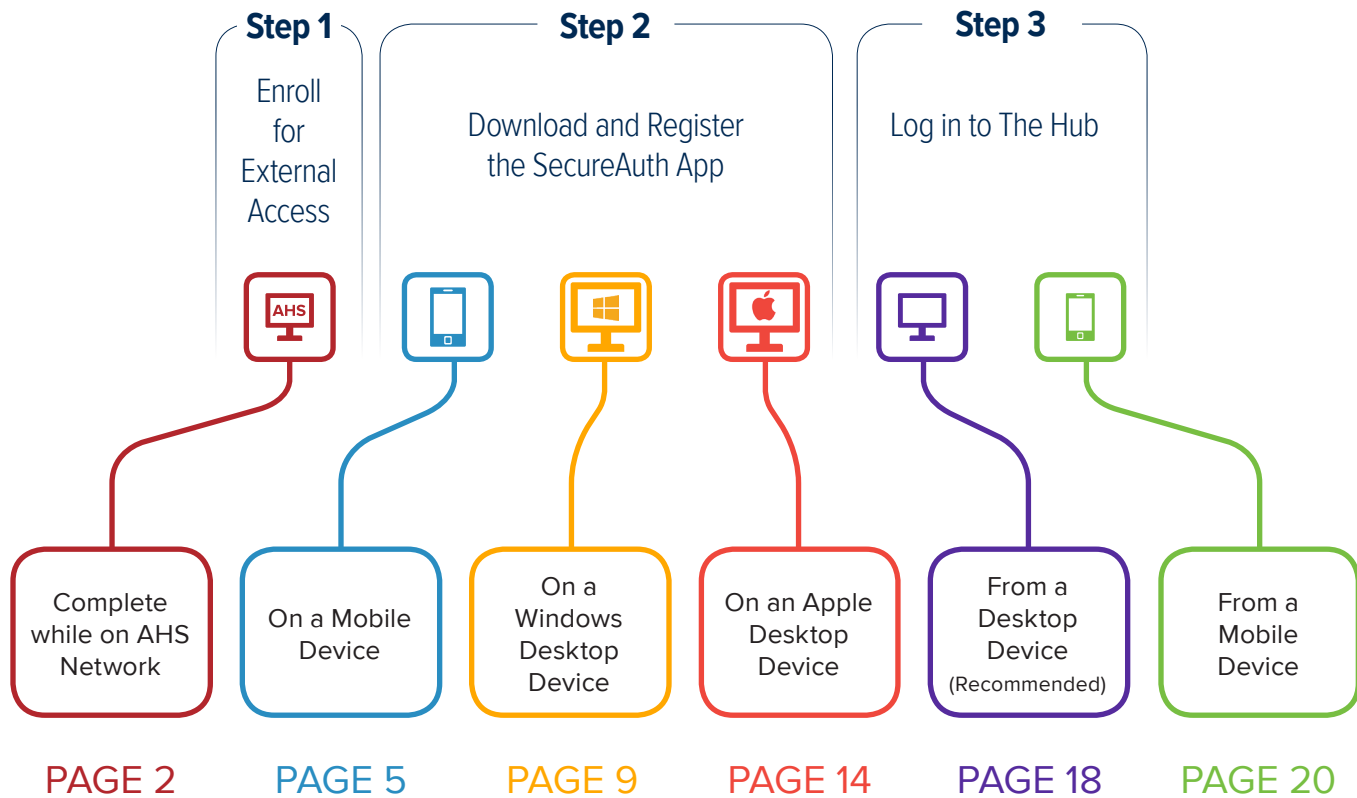 Step 1
Step 2
Step 3
Enroll
for
External
Access
Download and Register
the SecureAuth App
Log in to The Hub
AHS
Complete
while on AHS
Network
On a Mobile
Device
On a
Windows
Desktop
Device
On an Apple
Desktop
Device
From a
Desktop
Device
(Recommended)
From a
Mobile
Device
PAGE 2
PAGE 5
PAGE 9
PAGE 14
PAGE 18
PAGE 20